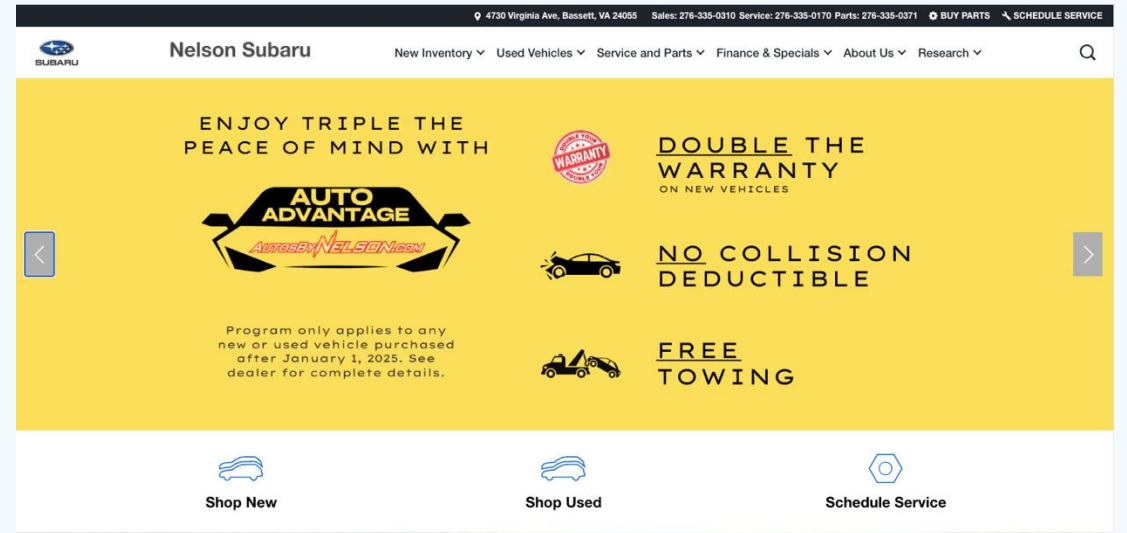 4730 Virginia Ave, Bassett, VA 24055 Sales: 276-335-0310 Service: 276-335-0170 Parts: 276-335-0371 BUY PARTS SCHEDULE SERVICE
SUBARU
Nelson Subaru
New Inventory Used Vehicles Service and Parts Finance & Specials About Us Research
ENJOY TRIPLE THE
PEACE OF MIND WITH
AUTO
ADVANTAGE
AUTOSBYNELSON.COM
Program only applies to any
new or used vehicle purchased
after January 1, 2025. See
dealer for complete details.
DOUBLE YOUR
WARRANTY
DOUBLE YOUR
DOUBLE THE
WARRANTY
ON NEW VEHICLES
NO COLLISION
DEDUCTIBLE
FREE
TOWING
Shop New
Shop Used
Schedule Service